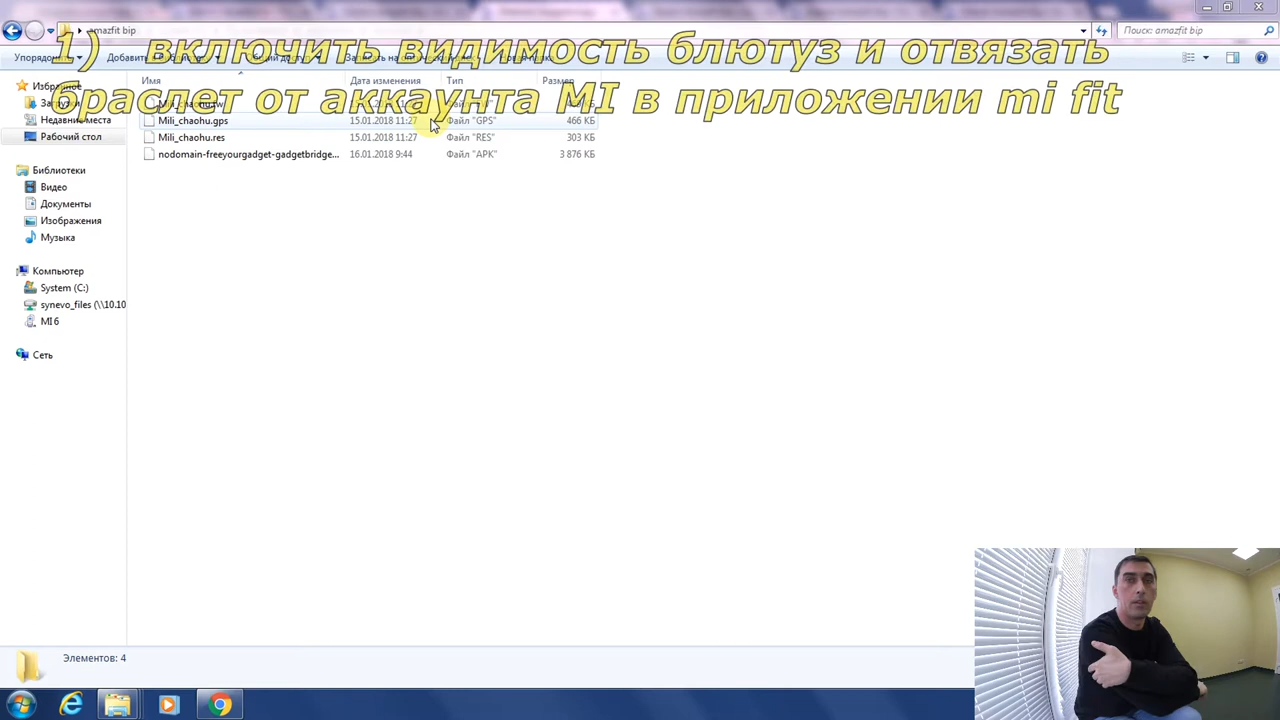 amazfit bip
Поиск: amazfit bip
1) включить видимость блютуз и отвязать
браслет от аккаунта MI в приложении mi fit
Имя
Дата изменения
Тип
Размер
Mili_chaohu.gps 15.01.2018 11:27 Файл "GPS" 466 КБ
Mili_chaohu.res 15.01.2018 11:27 Файл "RES" 303 КБ
nodomain-freeyourgadget-gadgetbridge... 16.01.2018 9:44 Файл "APK" 3 876 КБ
Недавние места
Рабочий стол
Библиотеки
Видео
Документы
Изображения
Музыка
Компьютер
System (C:)
synevo_files (\\10.10
MI 6
Сеть
Элементов: 4